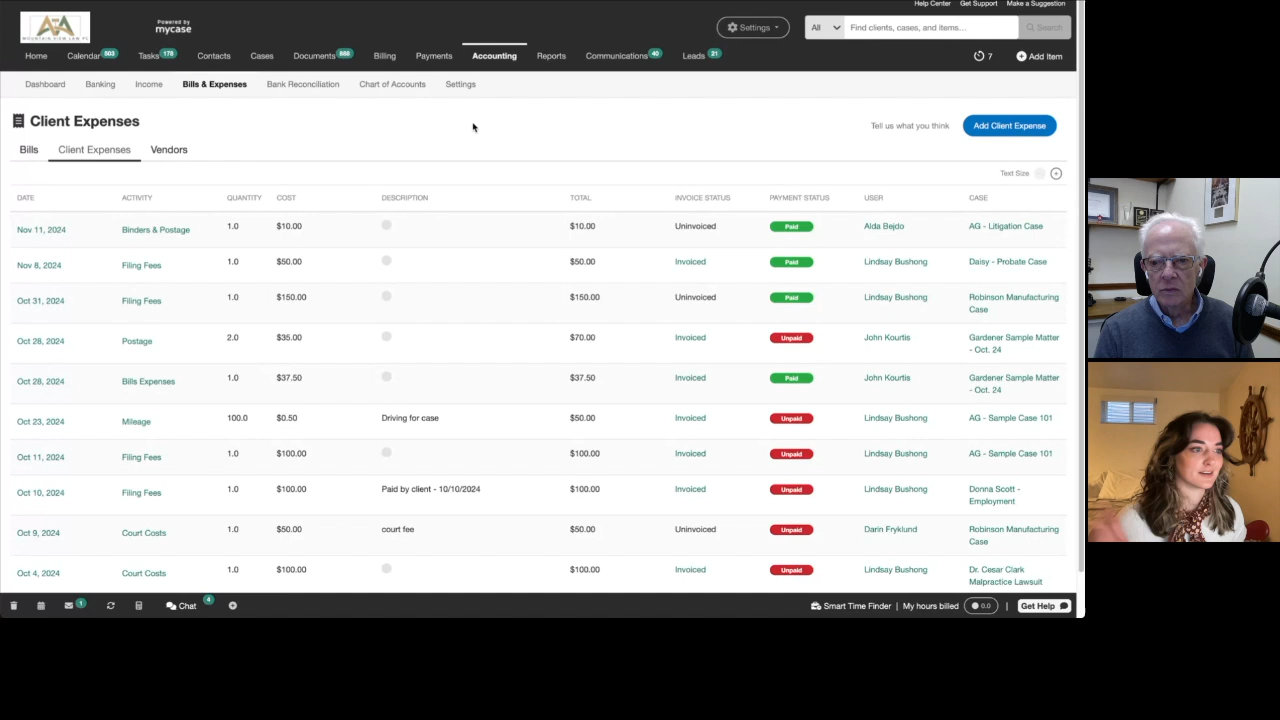 Help Center Get Support Make a Suggestion
MOUNTAIN VIEW LAW PC
Powered by
mycase
Settings
All Find clients, cases, and items... Search
Home Calendar 503 Tasks 178 Contacts Cases Documents 888 Billing Payments Accounting Reports Communications 40 Leads 21 7 Add Item
Dashboard Banking Income Bills & Expenses Bank Reconciliation Chart of Accounts Settings
Client Expenses
Tell us what you think Add Client Expense
Bills Client Expenses Vendors
Text Size
DATE ACTIVITY QUANTITY COST DESCRIPTION TOTAL INVOICE STATUS PAYMENT STATUS USER CASE
Nov 11, 2024 Binders & Postage 1.0 $10.00 $10.00 Uninvoiced Paid Alda Bejdo AG - Litigation Case
Nov 8, 2024 Filing Fees 1.0 $50.00 $50.00 Invoiced Paid Lindsay Bushong Daisy - Probate Case
Oct 31, 2024 Filing Fees 1.0 $150.00 $150.00 Uninvoiced Paid Lindsay Bushong Robinson Manufacturing
Case
Oct 28, 2024 Postage 2.0 $35.00 $70.00 Invoiced Unpaid John Kourtis Gardener Sample Matter
- Oct. 24
Oct 28, 2024 Bills Expenses 1.0 $37.50 $37.50 Invoiced Paid John Kourtis Gardener Sample Matter
- Oct. 24
Oct 23, 2024 Mileage 100.0 $0.50 Driving for case $50.00 Invoiced Unpaid Lindsay Bushong AG - Sample Case 101
Oct 11, 2024 Filing Fees 1.0 $100.00 $100.00 Invoiced Unpaid Lindsay Bushong AG - Sample Case 101
Oct 10, 2024 Filing Fees 1.0 $100.00 Paid by client - 10/10/2024 $100.00 Invoiced Unpaid Lindsay Bushong Donna Scott -
Employment
Oct 9, 2024 Court Costs 1.0 $50.00 court fee $50.00 Uninvoiced Unpaid Darin Fryklund Robinson Manufacturing
Case
Oct 4, 2024 Court Costs 1.0 $100.00 $100.00 Invoiced Unpaid Lindsay Bushong Dr. Cesar Clark
Malpractice Lawsuit
1 Chat 4 Smart Time Finder | My hours billed 0.0 | Get Help